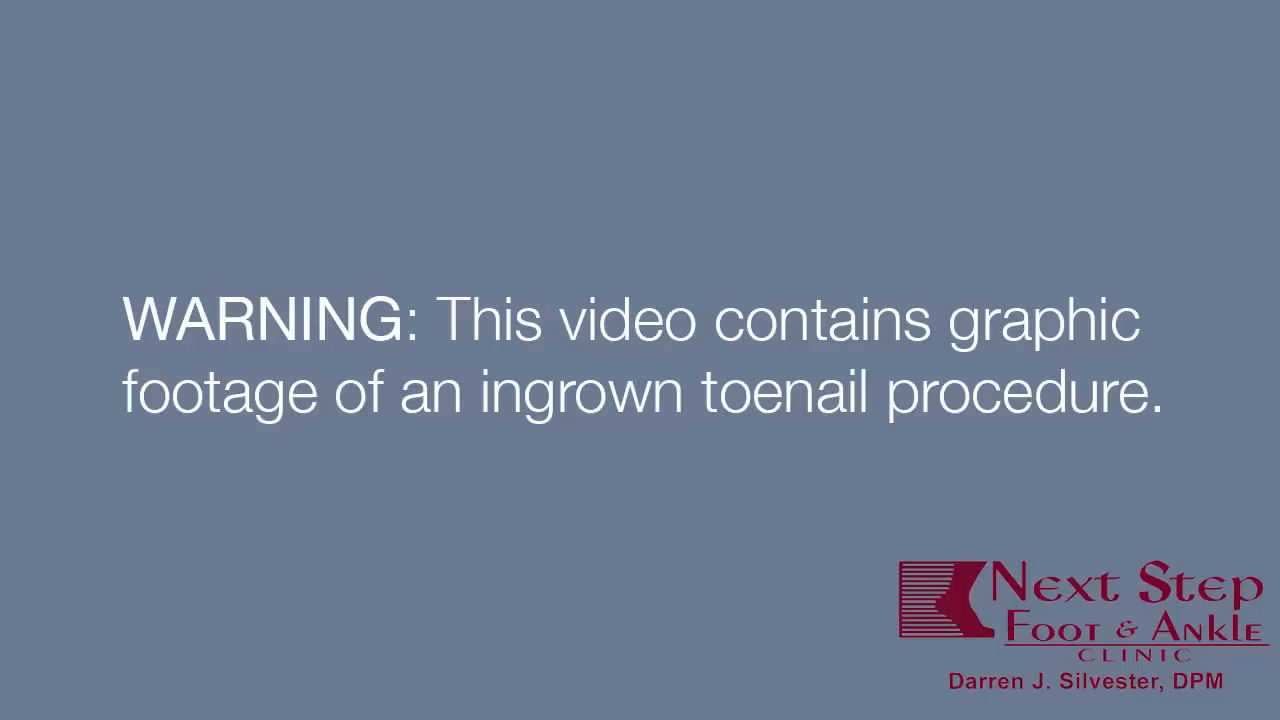 WARNING: This video contains graphic
footage of an ingrown toenail procedure.
Next Step
Foot & Ankle
CLINIC
Darren J. Silvester, DPM